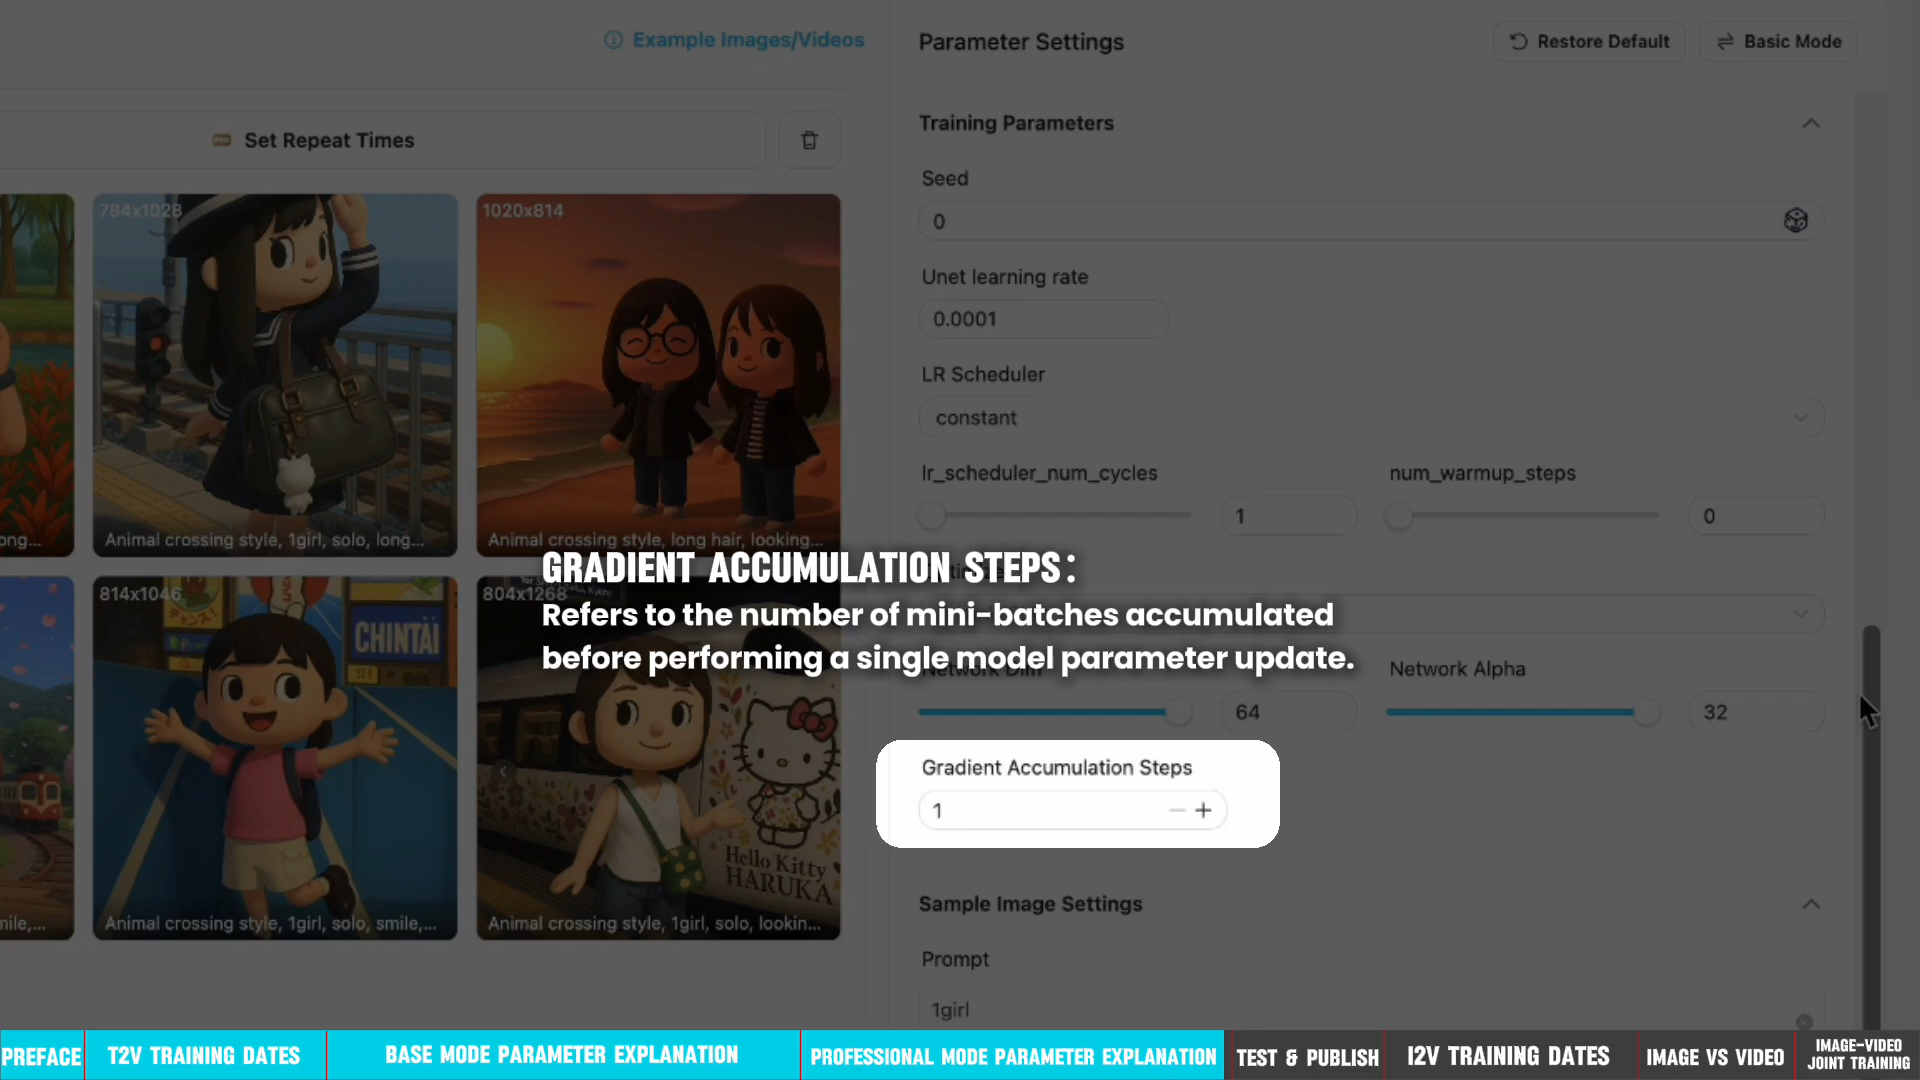 Example Images/Videos
Parameter Settings
Restore Default
Basic Mode
Set Repeat Times
Training Parameters
Seed
0
784x1028
1020x814
Unet learning rate
0.0001
LR Scheduler
constant
lr_scheduler_num_cycles
num_warmup_steps
1
0
ong...
Animal crossing style, 1girl, solo, long...
Animal crossing style, long hair, looking...
GRADIENT ACCUMULATION STEPS:
Refers to the number of mini-batches accumulated
before performing a single model parameter update.
814x1046
804x1268
CHINTAI
Network Dim
Network Alpha
64
32
Gradient Accumulation Steps
1
Hello Kitty
HARUKA
nile,...
Animal crossing style, 1girl, solo, smile,...
Animal crossing style, 1girl, solo, lookin...
Sample Image Settings
Prompt
1girl
PREFACE
T2V TRAINING DATES
BASE MODE PARAMETER EXPLANATION
PROFESSIONAL MODE PARAMETER EXPLANATION
TEST & PUBLISH
I2V TRAINING DATES
IMAGE VS VIDEO
IMAGE-VIDEO
JOINT TRAINING